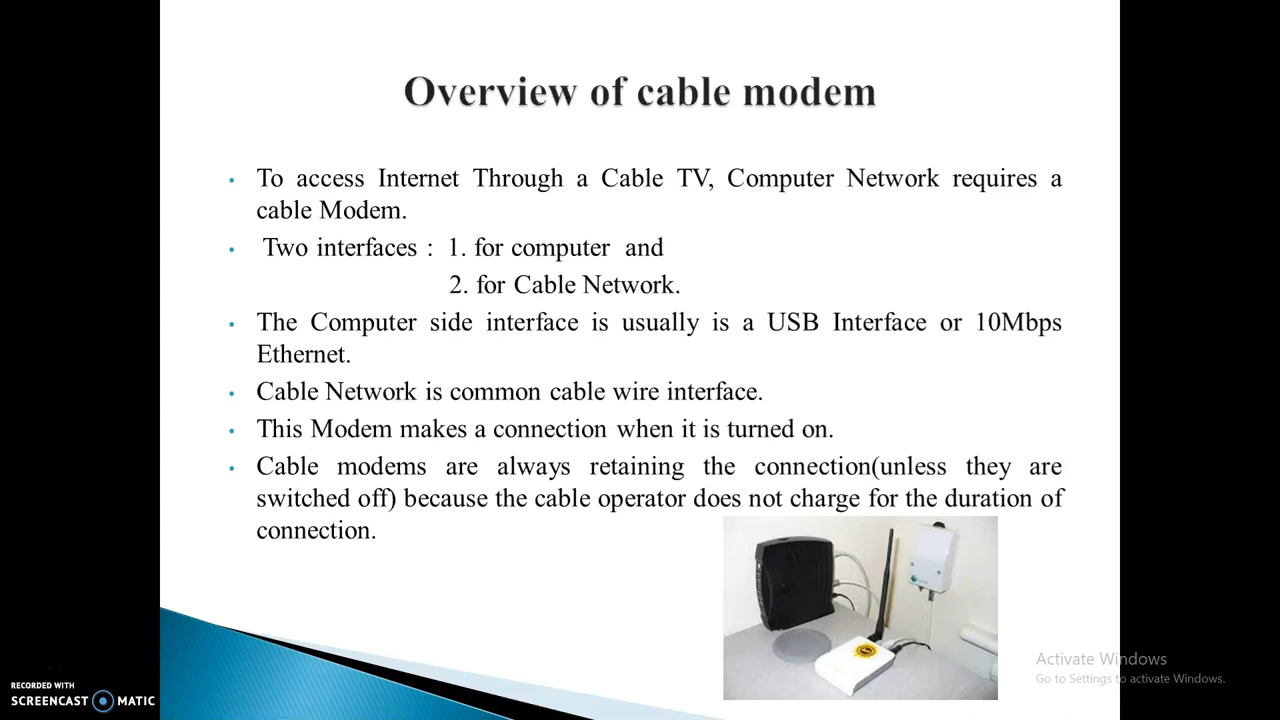 Overview of cable modem
• To access Internet Through a Cable TV, Computer Network requires a
cable Modem.
• Two interfaces : 1. for computer and
2. for Cable Network.
• The Computer side interface is usually is a USB Interface or 10Mbps
Ethernet.
• Cable Network is common cable wire interface.
• This Modem makes a connection when it is turned on.
• Cable modems are always retaining the connection(unless they are
switched off) because the cable operator does not charge for the duration of
connection.
Activate Windows
Go to Settings to activate Windows.
RECORDED WITH
SCREENCAST MATIC